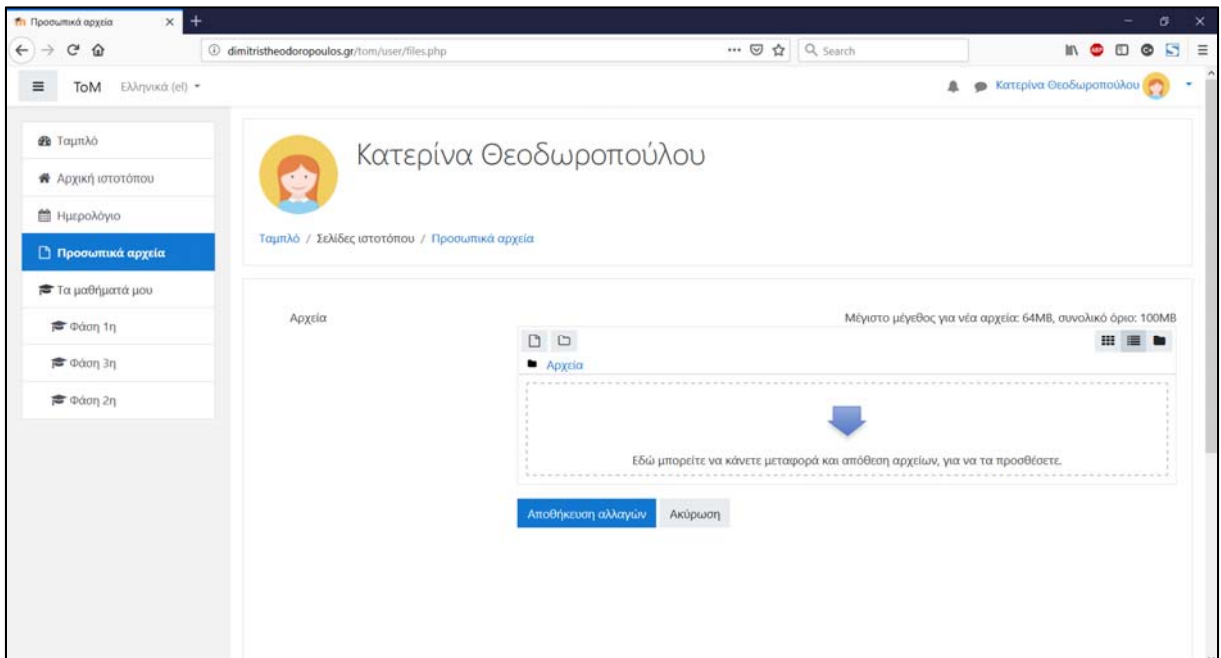 Προσωπικά αρχεία
dimitristheodoropoulos.gr/tom/user/files.php
Search
ToM Ελληνικά (el)
Κατερίνα Θεοδωροπούλου
Ταμπλό
Αρχική ιστοτόπου
Ημερολόγιο
Προσωπικά αρχεία
Τα μαθήματά μου
Φάση 1η
Φάση 3η
Φάση 2η
Κατερίνα Θεοδωροπούλου
Ταμπλό / Σελίδες ιστοτόπου / Προσωπικά αρχεία
Αρχεία
Μέγιστο μέγεθος για νέα αρχεία: 64MB, συνολικό όριο: 100MB
Αρχεία
Εδώ μπορείτε να κάνετε μεταφορά και απόθεση αρχείων, για να τα προσθέσετε.
Αποθήκευση αλλαγών Ακύρωση